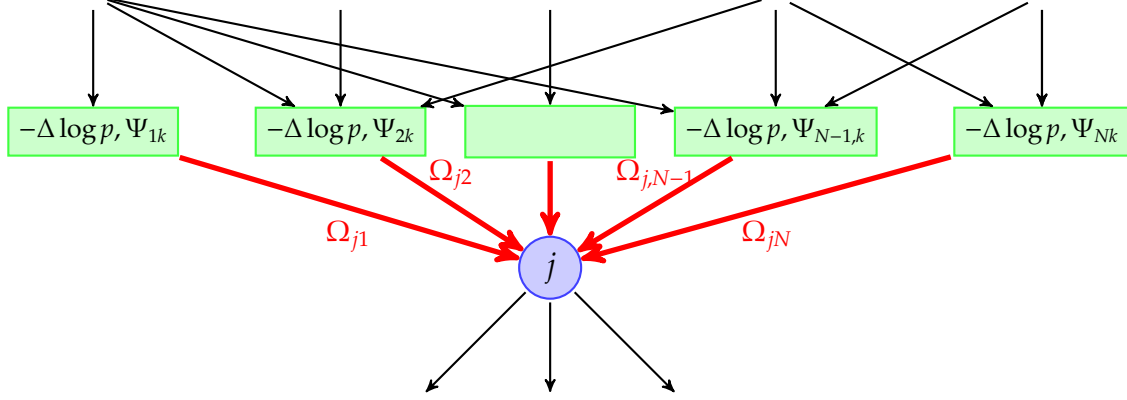 −Δ log p, Ψ1k
−Δ log p, Ψ2k
−Δ log p, ΨN−1,k
−Δ log p, ΨNk
Ωj2
Ωj,N−1
Ωj1
ΩjN
j